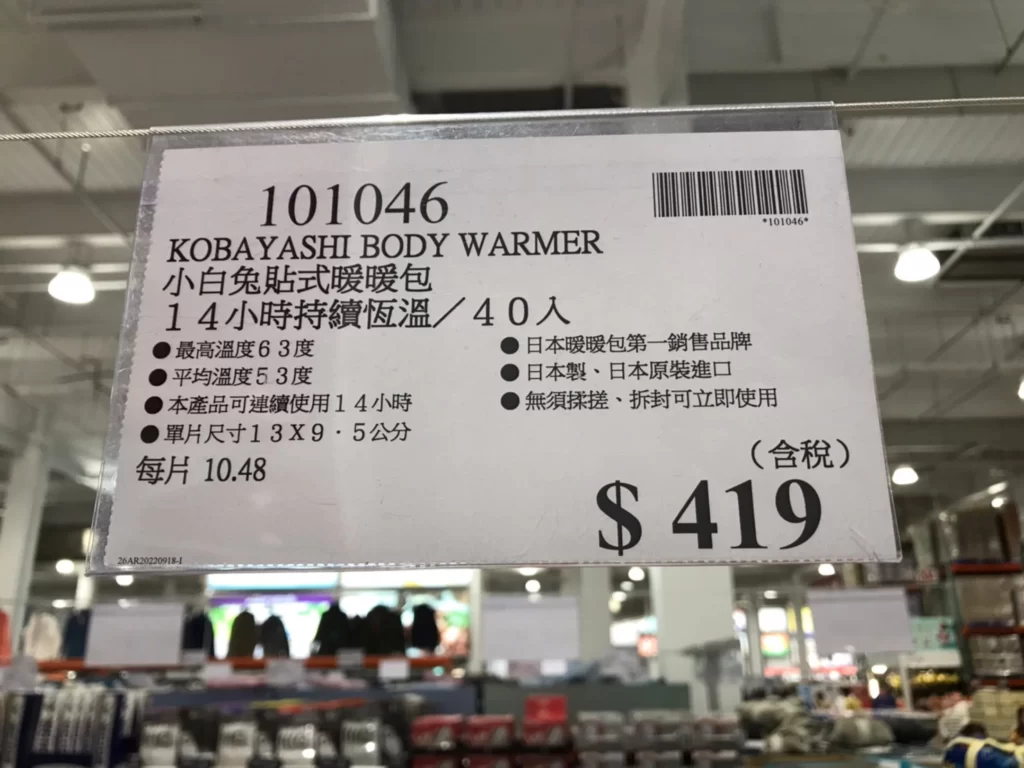 101046
*101046*
KOBAYASHI BODY WARMER
小白兔貼式暖暖包
14小時持續恆溫／40入
●最高溫度63度
●平均溫度53度
●本產品可連續使用14小時
●單片尺寸13X9．5公分
●日本暖暖包第一銷售品牌
●日本製、日本原裝進口
●無須揉搓、拆封可立即使用
每片 10.48
（含稅）
$ 419
26AR20220918-I